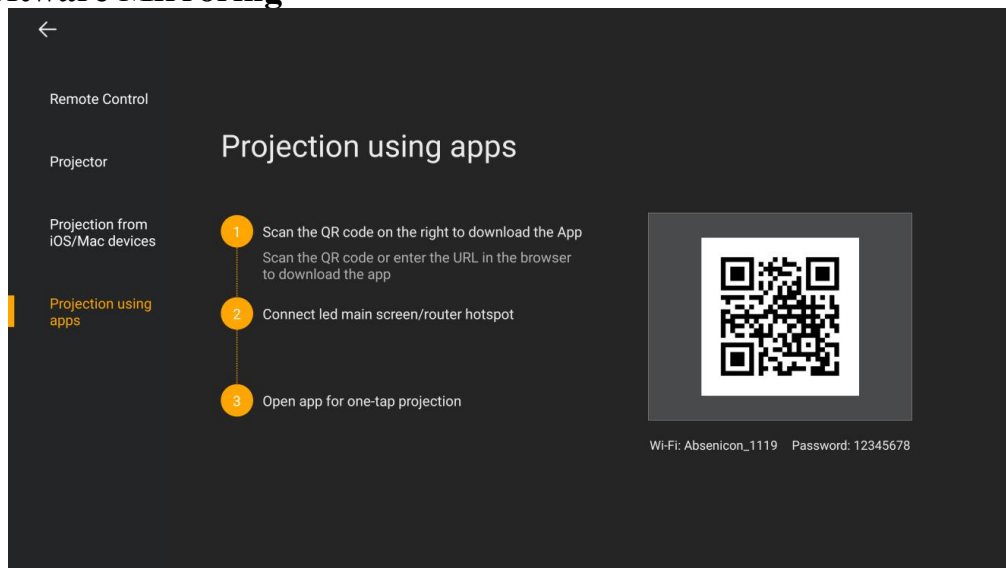 Remote Control
Projector
Projection from
iOS/Mac devices
Projection using
apps
Projection using apps
1 Scan the QR code on the right to download the App
Scan the QR code or enter the URL in the browser
to download the app
2 Connect led main screen/router hotspot
3 Open app for one-tap projection
Wi-Fi: Absenicon_1119 Password: 12345678